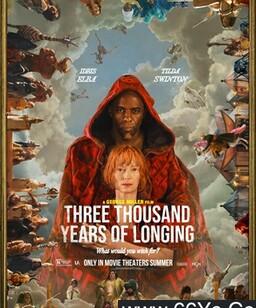 IDRIS
ELBA
TILDA
SWINTON
A GEORGE MILLER FILM
THREE THOUSAND
YEARS OF LONGING
What would you wish for?
ONLY IN MOVIE THEATERS SUMMER